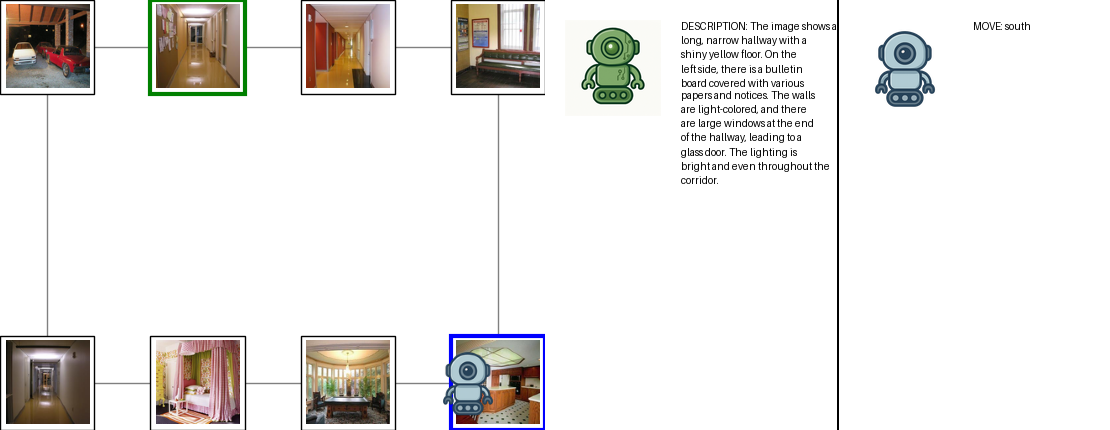 DESCRIPTION: The image shows a
long, narrow hallway with a
shiny yellow floor. On the
left side, there is a bulletin
board covered with various
papers and notices. The walls
are light-colored, and there
are large windows at the end
of the hallway, leading to a
glass door. The lighting is
bright and even throughout the
corridor.
MOVE: south